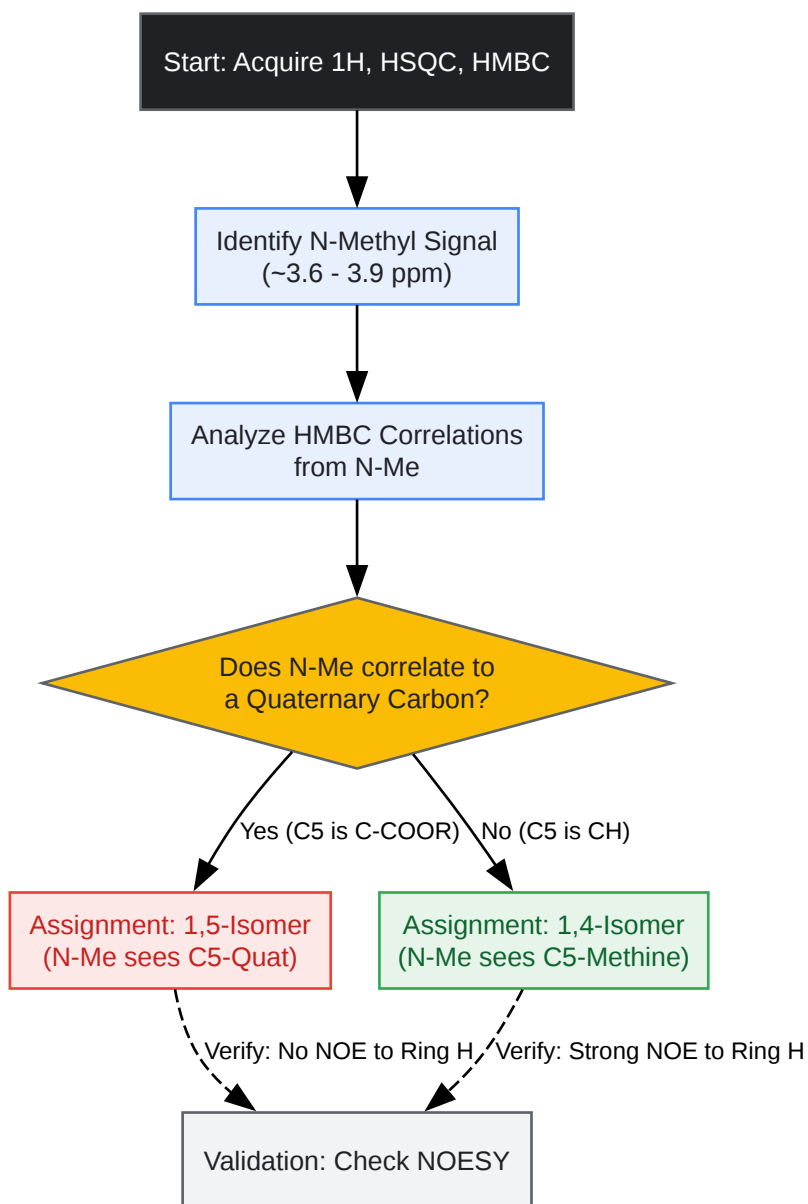 Start: Acquire 1H, HSQC, HMBC
Identify N-Methyl Signal
(~3.6 - 3.9 ppm)
Analyze HMBC Correlations
from N-Me
Does N-Me correlate to
a Quaternary Carbon?
Yes (C5 is C-COOR)
No (C5 is CH)
Assignment: 1,5-Isomer
(N-Me sees C5-Quat)
Assignment: 1,4-Isomer
(N-Me sees C5-Methine)
Verify: No NOE to Ring H
Verify: Strong NOE to Ring H
Validation: Check NOESY